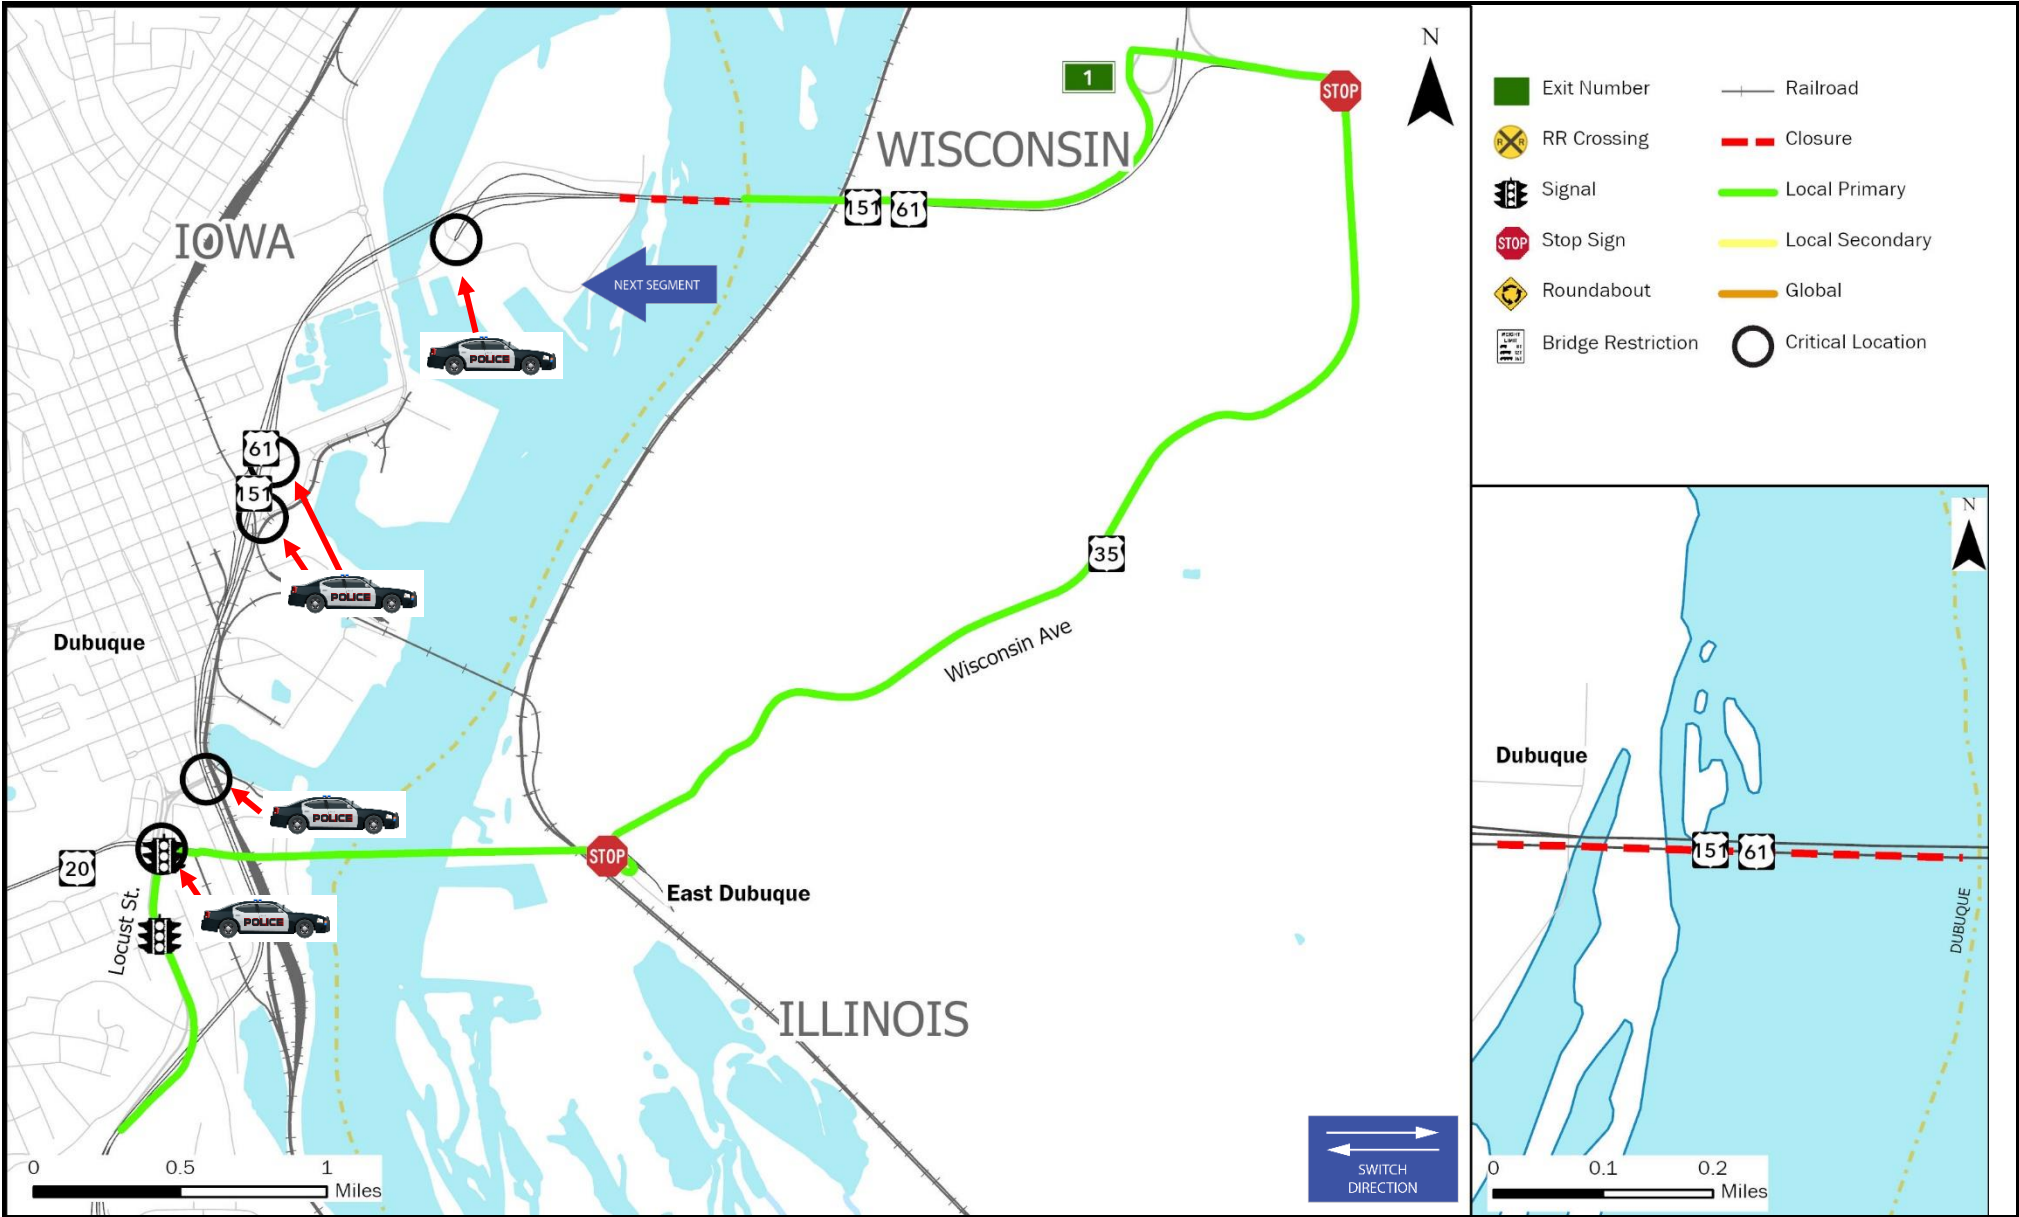 N
1
STOP
WISCONSIN
151
61
IOWA
NEXT SEGMENT
POLICE
61
151
35
POLICE
Dubuque
Wisconsin Ave
POLICE
20
STOP
East Dubuque
Locust St.
POLICE
ILLINOIS
0 0.5 1
Miles
SWITCH
DIRECTION
Exit Number
Railroad
R R
RR Crossing
Closure
Signal
Local Primary
STOP
Stop Sign
Local Secondary
Roundabout
Global
WEIGHT
LIMIT
Bridge Restriction
Critical Location
N
Dubuque
151
61
DUBUQUE
0 0.1 0.2
Miles